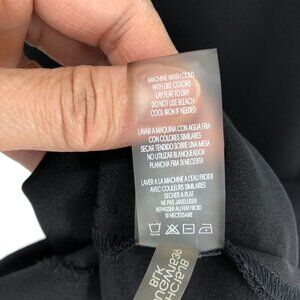 MACHINE WASH COLD
WITH LIKE COLORS
LAY FLAT TO DRY
DO NOT USE BLEACH
COOL IRON IF NEEDED
LAVAR A MAQUINA CON AGUA FRIA
CON COLORES SIMILARES
SECAR TENDIDO SOBRE UNA MESA
NO UTILIZAR BLANQUEADOR
PLANCHA FRIA SI NECESITA
LAVER A LA MACHINE A L'EAU FROIDE
AVEC COULEURS SIMILAIRES
SECHER A PLAT
NE PAS JAVELLISER
REPASSER AU FER FROID
SI NECESSAIRE
BTK